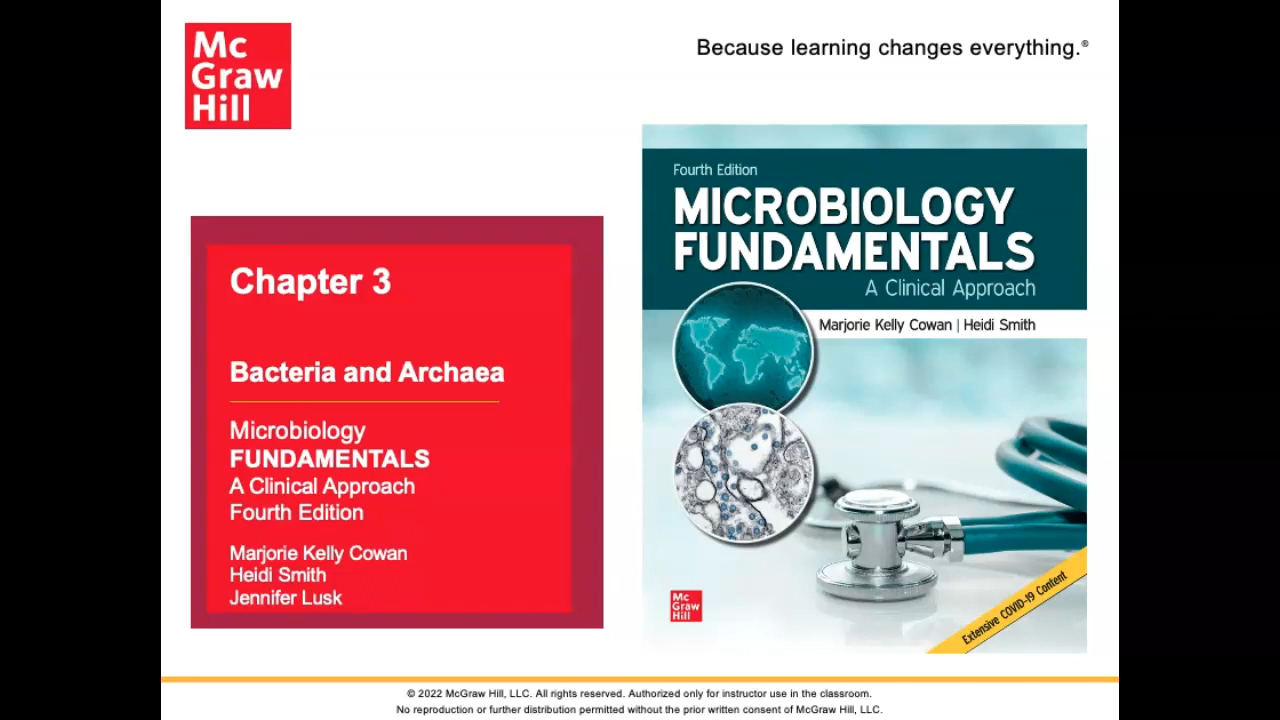 Mc
Graw
Hill
Because learning changes everything.®
Chapter 3
Bacteria and Archaea
Microbiology
FUNDAMENTALS
A Clinical Approach
Fourth Edition
Marjorie Kelly Cowan
Heidi Smith
Jennifer Lusk
Fourth Edition
MICROBIOLOGY
FUNDAMENTALS
A Clinical Approach
Marjorie Kelly Cowan | Heidi Smith
Mc
Graw
Hill
Extensive COVID-19 Content
© 2022 McGraw Hill, LLC. All rights reserved. Authorized only for instructor use in the classroom.
No reproduction or further distribution permitted without the prior written consent of McGraw Hill, LLC.